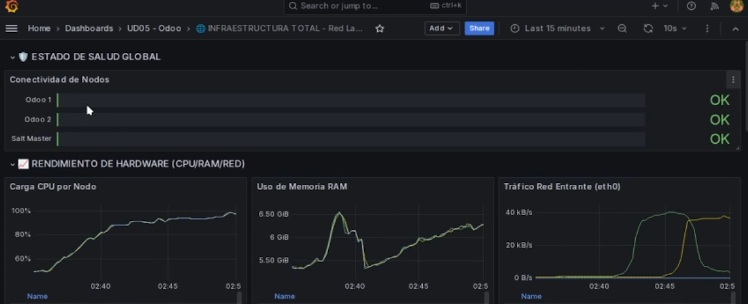 Search or jump to...
ctrl+k
Home > Dashboards > UD05 - Odoo > INFRAESTRUCTURA TOTAL - Red La...
Add
Share
Last 15 minutes
10s
ESTADO DE SALUD GLOBAL
Conectividad de Nodos
Odoo 1 OK
Odoo 2 OK
Salt Master OK
RENDIMIENTO DE HARDWARE (CPU/RAM/RED)
Carga CPU por Nodo
100%
80%
60%
02:40 02:45 02:5
Name
Uso de Memoria RAM
6.50 GiB
6 GiB
5.50 GiB
02:40 02:45 02:5
Name
Tráfico Red Entrante (eth0)
40 kB/s
20 kB/s
0 B/s
02:40 02:45 02:5
Name